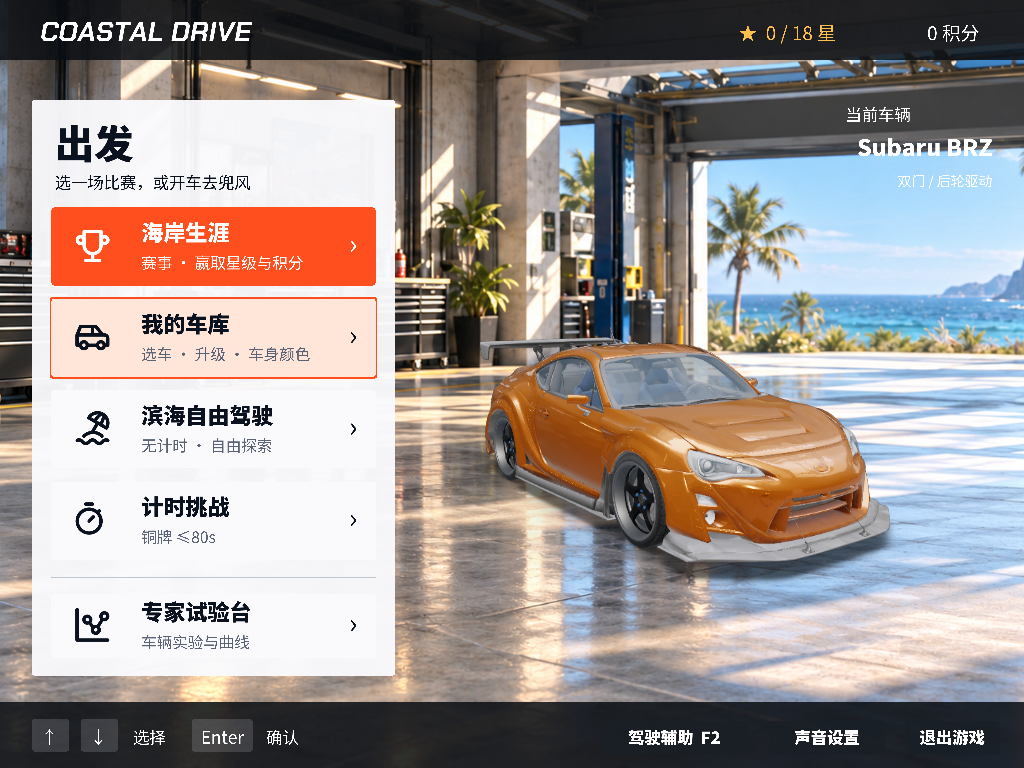 COASTAL DRIVE
★ 0 / 18 星
0 积分
当前车辆
Subaru BRZ
双门 / 后轮驱动
出发
选一场比赛，或开车去兜风
海岸生涯
赛事 · 赢取星级与积分
我的车库
选车 · 升级 · 车身颜色
滨海自由驾驶
无计时 · 自由探索
计时挑战
铜牌 ≤80s
专家试验台
车辆实验与曲线
↑ ↓ 选择 Enter 确认
驾驶辅助 F2
声音设置
退出游戏